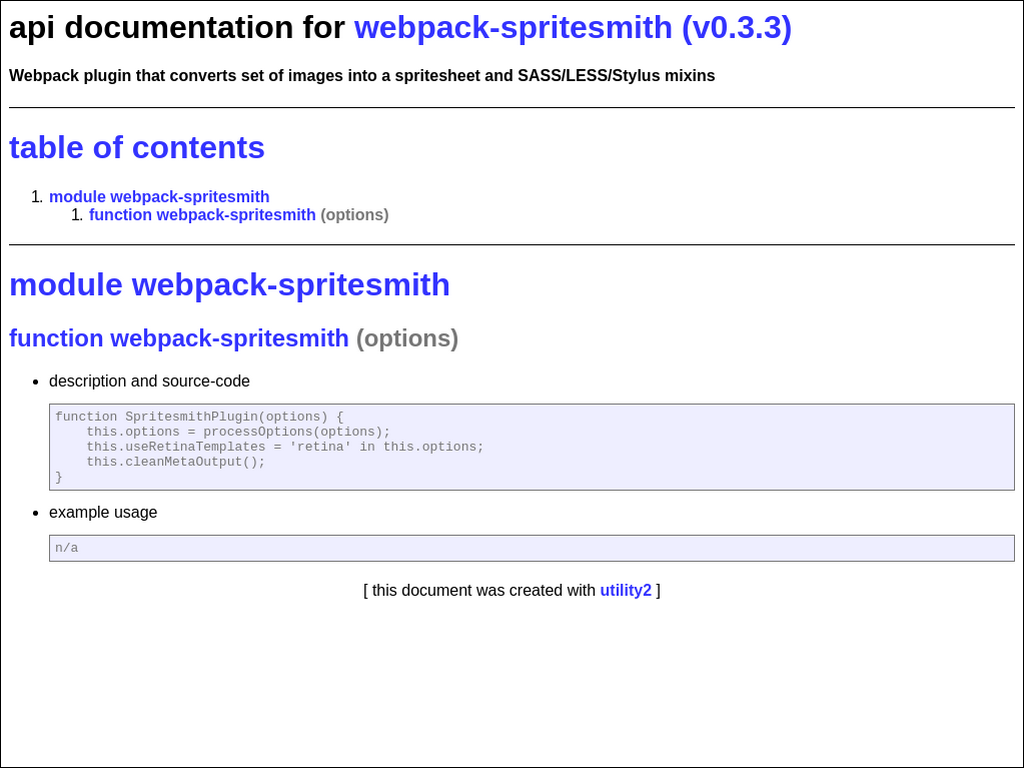 api documentation for webpack-spritesmith (v0.3.3)
Webpack plugin that converts set of images into a spritesheet and SASS/LESS/Stylus mixins
table of contents
1. module webpack-spritesmith
1. function webpack-spritesmith (options)
module webpack-spritesmith
function webpack-spritesmith (options)
• description and source-code
function SpritesmithPlugin(options) {
    this.options = processOptions(options);
    this.useRetinaTemplates = 'retina' in this.options;
    this.cleanMetaOutput();
}
• example usage
n/a
[ this document was created with utility2 ]